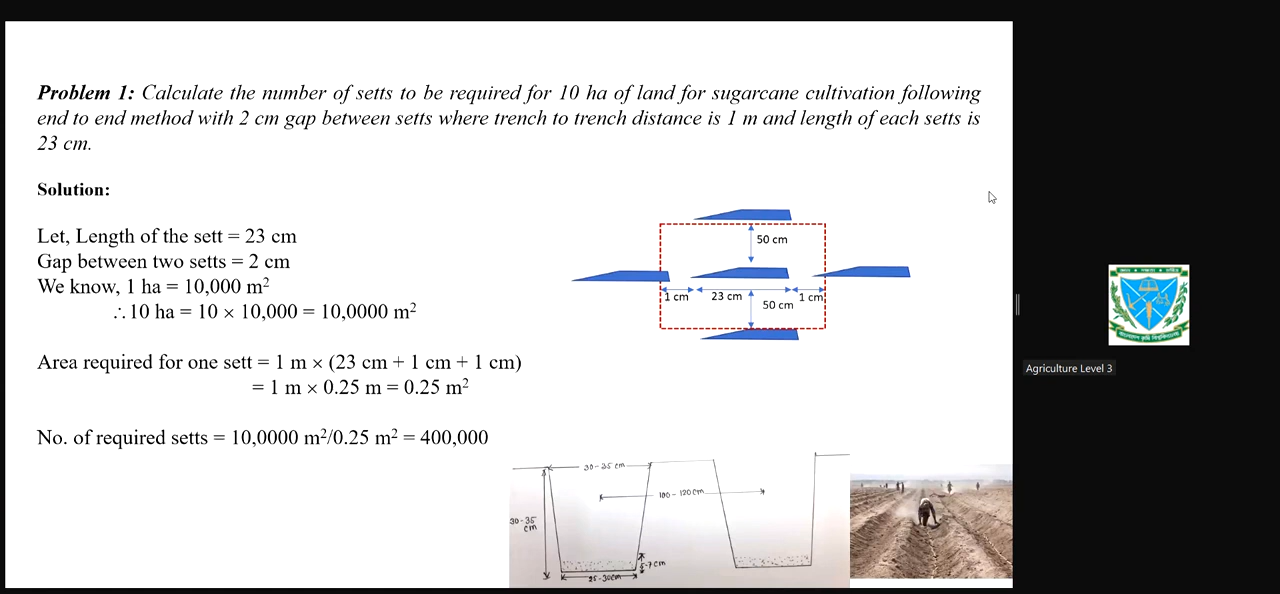 Problem 1: Calculate the number of setts to be required for 10 ha of land for sugarcane cultivation following
end to end method with 2 cm gap between setts where trench to trench distance is 1 m and length of each setts is
23 cm.
Solution:
Let, Length of the sett = 23 cm
Gap between two setts = 2 cm
We know, 1 ha = 10,000 m²
∴ 10 ha = 10 × 10,000 = 10,0000 m²
Area required for one sett = 1 m × (23 cm + 1 cm + 1 cm)
= 1 m × 0.25 m = 0.25 m²
No. of required setts = 10,0000 m²/0.25 m² = 400,000
50 cm
1 cm
23 cm
50 cm
1 cm
30-35 cm
100 - 120 cm
30-35
cm
5-7 cm
25-30cm
Agriculture Level 3